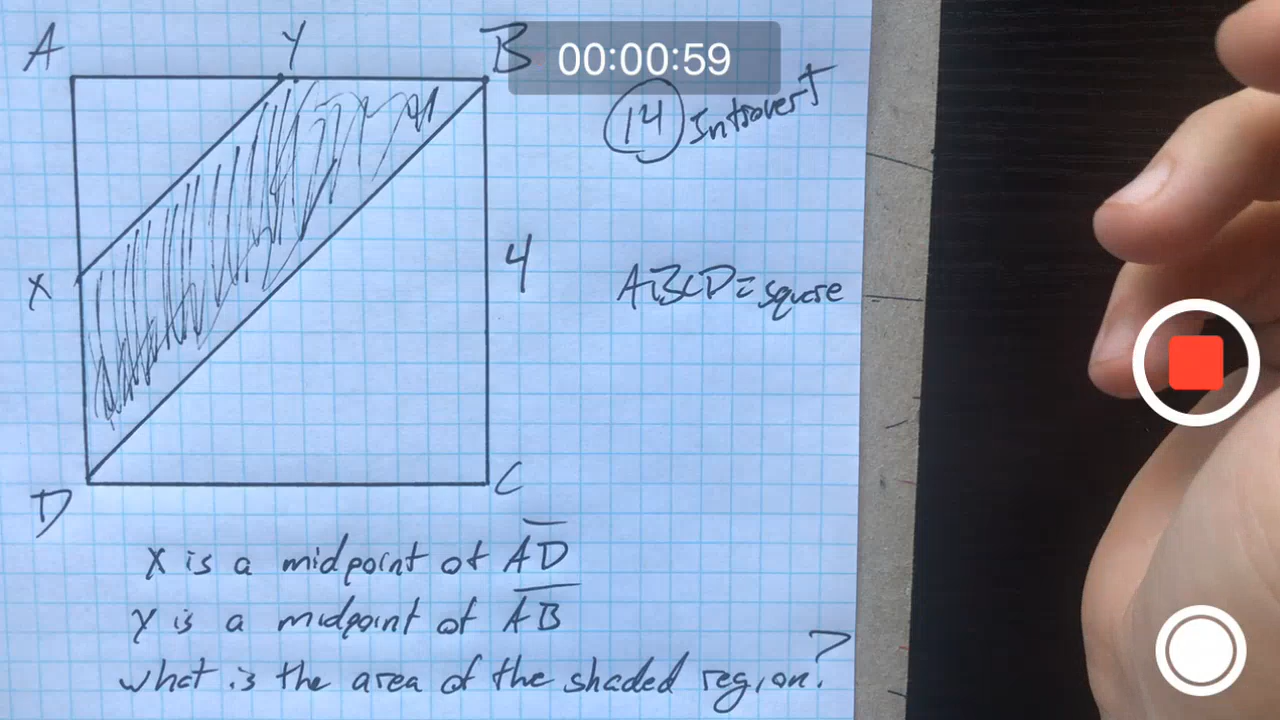 A Y B
00:00:59
14 Introvert
X
4
ABCD = square
D C
X is a midpoint of AD
Y is a midpoint of AB
what is the area of the shaded region?